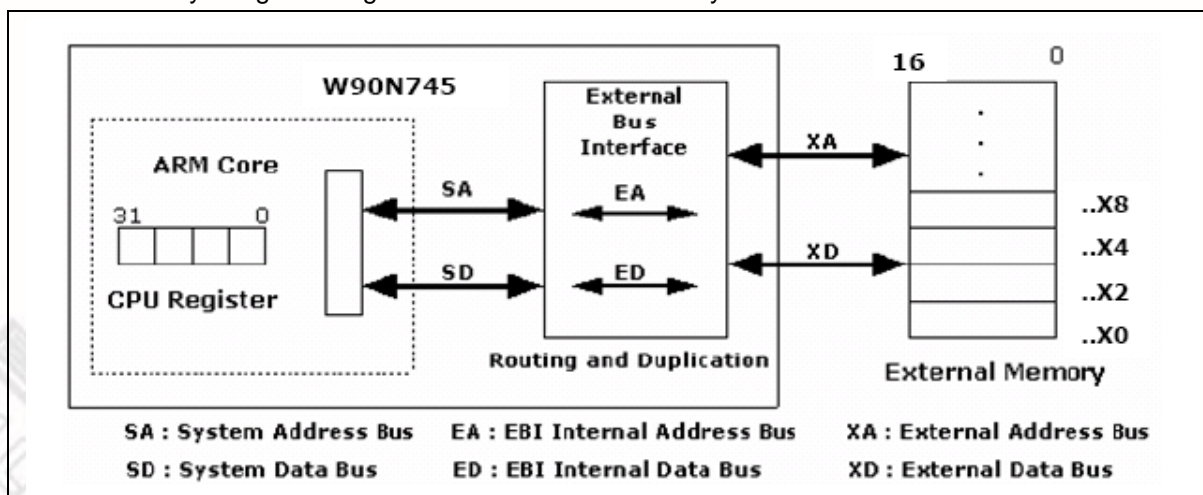 W90N745
ARM Core
31 0
CPU Register
SA
SD
External
Bus
Interface
EA
ED
Routing and Duplication
XA
XD
16 0
.
.
.
..X8
..X4
..X2
..X0
External Memory
SA : System Address Bus EA : EBI Internal Address Bus XA : External Address Bus
SD : System Data Bus ED : EBI Internal Data Bus XD : External Data Bus